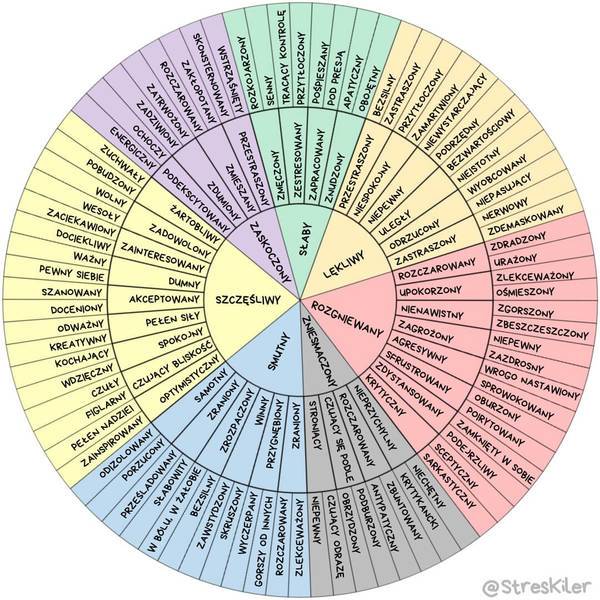 SŁABY
ZMĘCZONY
ZESTRESOWANY
ZAPRACOWANY
ZNUDZONY
ROZKOJARZONY
SENNY
TRACĄCY KONTROLĘ
PRZYTŁOCZONY
POŚPIESZANY
POD PRESJĄ
APATYCZNY
OBOJĘTNY
LĘKLIWY
PRZESTRASZONY
NIESPOKOJNY
NIEPEWNY
ULEGŁY
ODRZUCONY
ZASTRASZONY
BEZSILNY
ZASTRASZONY
PRZYTŁOCZONY
ZAMARTWIONY
NIEWYSTARCZAJĄCY
PODRZĘDNY
BEZWARTOŚCIOWY
NIEISTOTNY
WYOBCOWANY
NIEPASUJĄCY
NERWOWY
ZDEMASKOWANY
ROZGNIEWANY
ROZCZAROWANY
UPOKORZONY
NIENAWISTNY
ZAGROŻONY
AGRESYWNY
SFRUSTROWANY
ZDYSTANSOWANY
KRYTYCZNY
ZDRADZONY
URAŻONY
ZLEKCEWAŻONY
OŚMIESZONY
ZGORSZONY
ZBESZCZESZCZONY
NIEPEWNY
ZAZDROSNY
WROGO NASTAWIONY
SPROWOKOWANY
OBURZONY
POIRYTOWANY
ZAMKNIĘTY W SOBIE
PODEJRZLIWY
SCEPTYCZNY
SARKASTYCZNY
ZNIESMACZONY
NIEPRZYCHYLNY
ROZCZAROWANY
CZUJĄCY SIĘ PODLE
STRONIĄCY
NIECHĘTNY
KRYTYKANCKI
ZBUNTOWANY
ANTYPATYCZNY
PODBURZONY
OBRZYDZONY
CZUJĄCY ODRAZĘ
NIEPEWNY
SMUTNY
ZRANIONY
PRZYGNĘBIONY
WINNY
ZROZPACZONY
ZRANIONY
SAMOTNY
ZLEKCEWAŻONY
ROZCZAROWANY
GORSZY OD INNYCH
WYCZERPANY
SKRUSZONY
ZAWSTYDZONY
BEZSILNY
W BÓLU, W ŻAŁOBIE
SŁABOWITY
PRZEŚLADOWANY
PORZUCONY
ODIZOLOWANY
SZCZĘŚLIWY
OPTYMISTYCZNY
CZUJĄCY BLISKOŚĆ
SPOKOJNY
PEŁEN SIŁY
AKCEPTOWANY
DUMNY
ZAINTERESOWANY
ZADOWOLONY
ŻARTOBLIWY
ZAINSPIROWANY
PEŁEN NADZIEI
FIGLARNY
CZUŁY
WDZIĘCZNY
KOCHAJĄCY
KREATYWNY
ODWAŻNY
DOCENIONY
SZANOWANY
PEWNY SIEBIE
WAŻNY
DOCIEKLIWY
ZACIEKAWIONY
WESOŁY
WOLNY
POBUDZONY
ZUCHWAŁY
ZASKOCZONY
PODEKSCYTOWANY
ZDUMIONY
ZMIESZANY
PRZESTRASZONY
ENERGICZNY
OCHOCZY
ZADZIWIONY
ZATRWOŻONY
ROZCZAROWANY
ZAKŁOPOTANY
SKONSTERNOWANY
WSTRZĄŚNIĘTY
@StresKiler